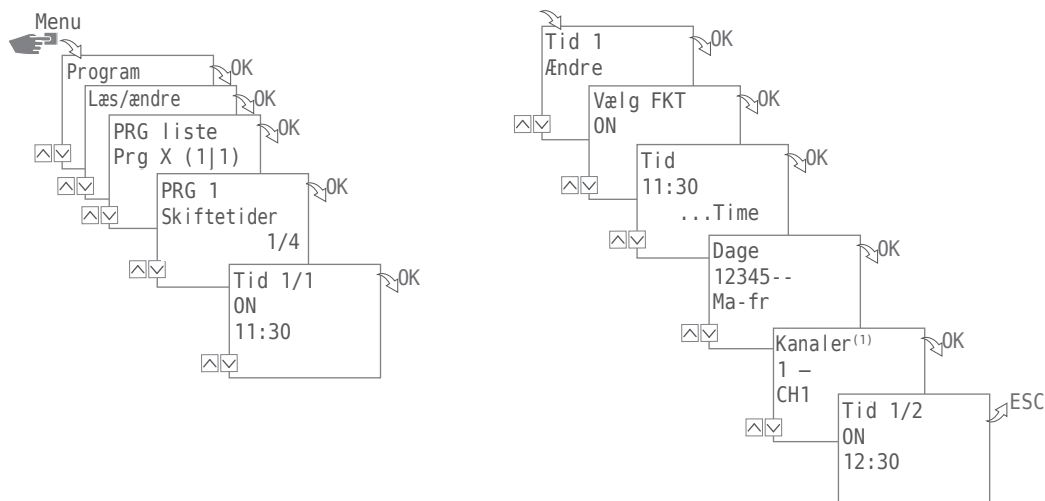 Menu
Program
OK
Læs/ændre
OK
PRG liste
Prg X (1|1)
OK
PRG 1
Skiftetider
1/4
OK
Tid 1/1
ON
11:30
OK
Tid 1
Ændre
OK
Vælg FKT
ON
OK
Tid
11:30
...Time
OK
Dage
12345--
Ma-fr
OK
Kanaler(1)
1 –
CH1
OK
Tid 1/2
ON
12:30
ESC